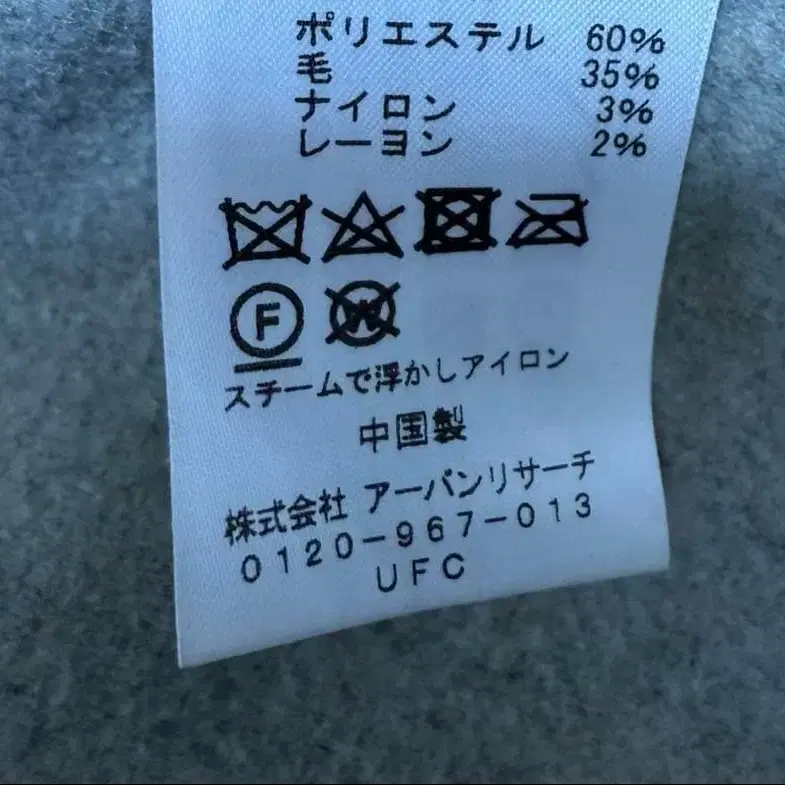 ポリエステル 60%
毛 35%
ナイロン 3%
レーヨン 2%
F W
スチームで浮かしアイロン
中国製
株式会社 アーバンリサーチ
0120-967-013
UFC